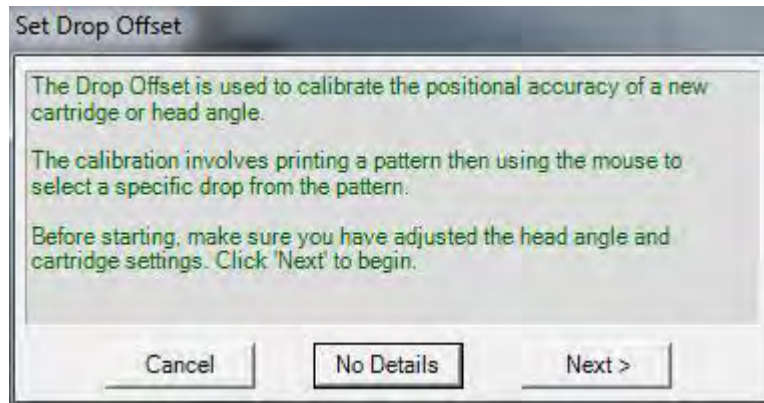 Set Drop Offset
The Drop Offset is used to calibrate the positional accuracy of a new
cartridge or head angle.
The calibration involves printing a pattern then using the mouse to
select a specific drop from the pattern.
Before starting, make sure you have adjusted the head angle and
cartridge settings. Click 'Next' to begin.
Cancel No Details Next >